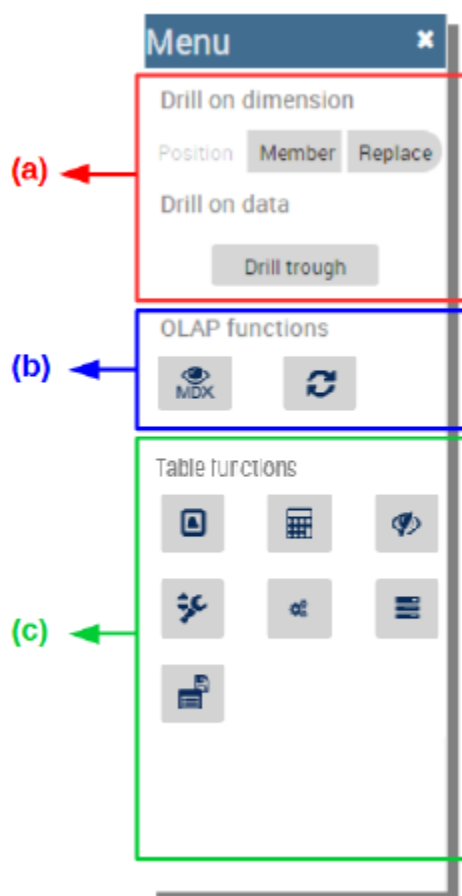 Menu ×
Drill on dimension
(a)
Position Member Replace
Drill on data
Drill trough
OLAP functions
(b)
MDX
Table functions
(c)